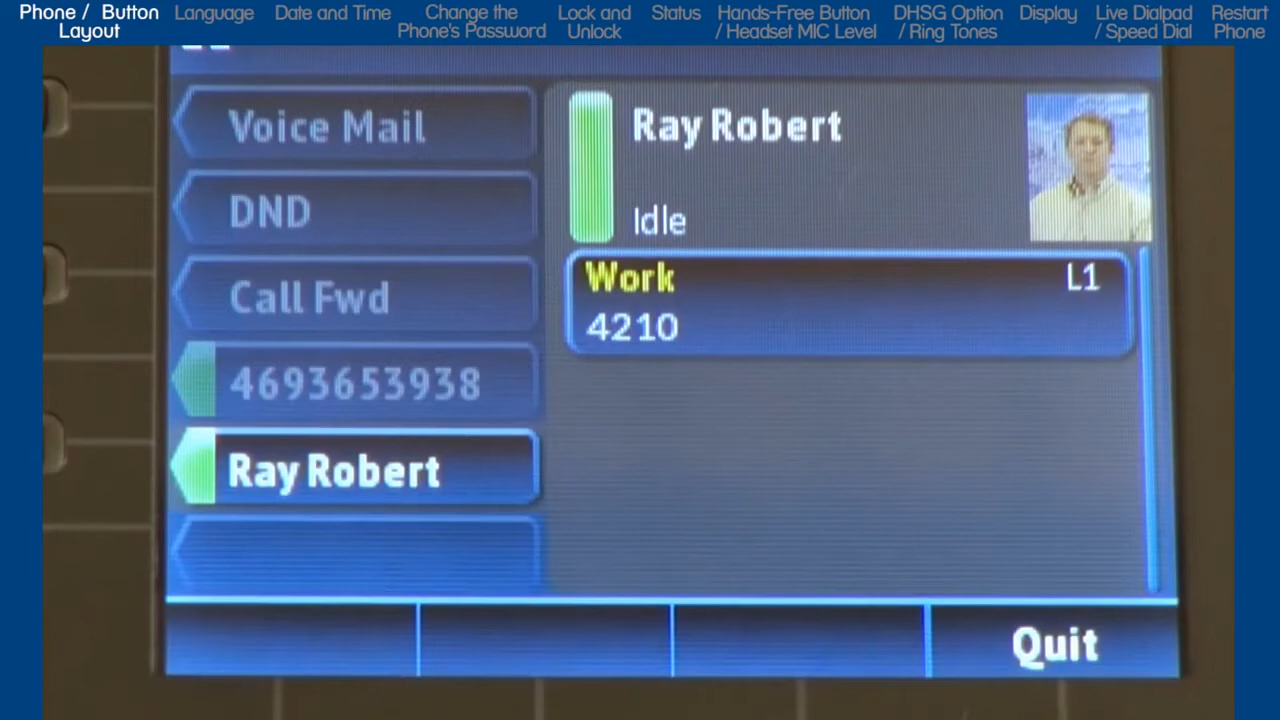 Phone / Button Layout
Language
Date and Time
Change the Phone's Password
Lock and Unlock
Status
Hands-Free Button / Headset MIC Level
DHSG Option / Ring Tones
Display
Live Dialpad / Speed Dial
Restart Phone
Voice Mail
DND
Call Fwd
4693653938
Ray Robert
Ray Robert
Idle
Work L1
4210
Quit